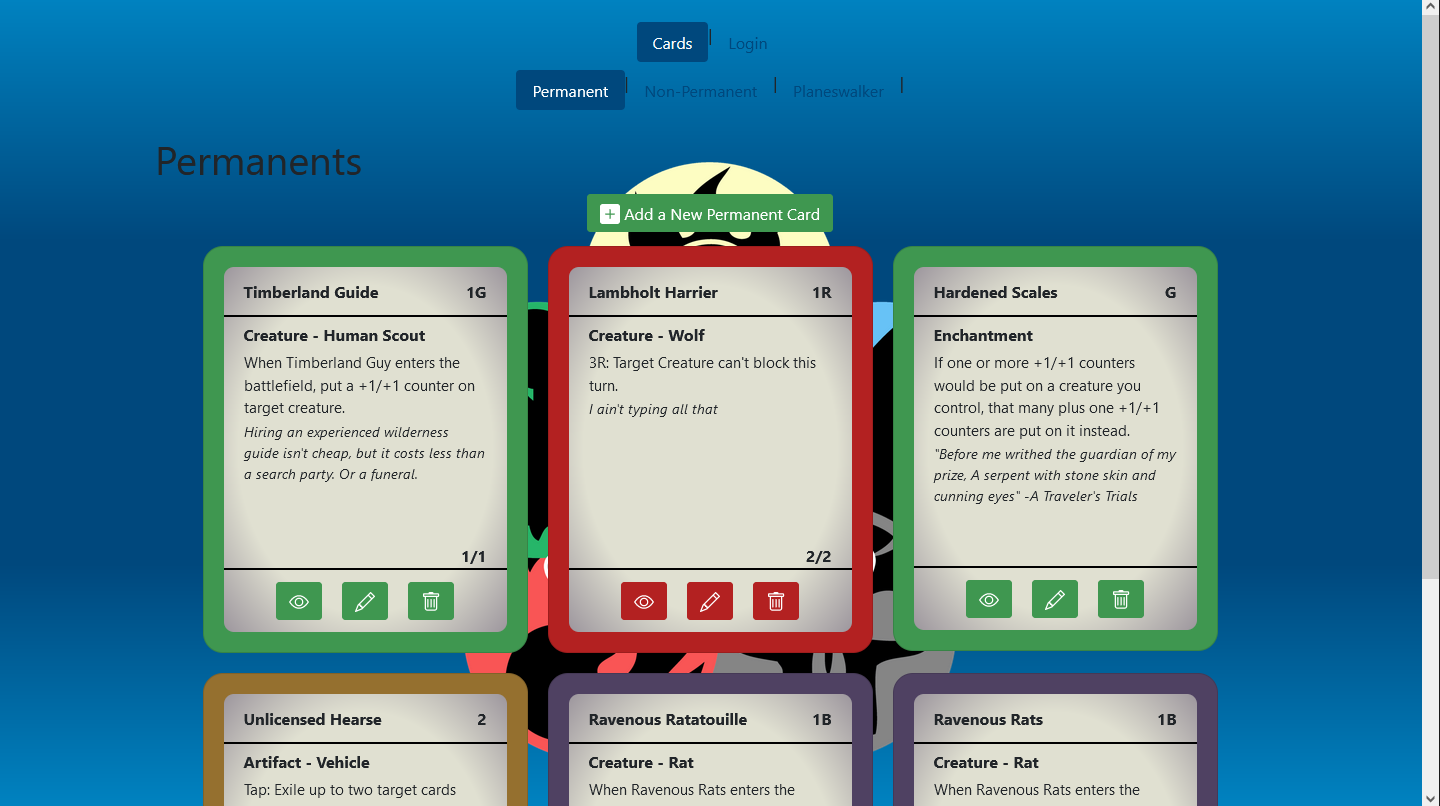 Cards | Login
Permanent | Non-Permanent | Planeswalker |
Permanents
Add a New Permanent Card
Timberland Guide 1G
Creature - Human Scout
When Timberland Guy enters the
battlefield, put a +1/+1 counter on
target creature.
Hiring an experienced wilderness
guide isn't cheap, but it costs less than
a search party. Or a funeral.
1/1
Lambholt Harrier 1R
Creature - Wolf
3R: Target Creature can't block this
turn.
I ain't typing all that
2/2
Hardened Scales G
Enchantment
If one or more +1/+1 counters
would be put on a creature you
control, that many plus one +1/+1
counters are put on it instead.
"Before me writhed the guardian of my
prize, A serpent with stone skin and
cunning eyes" -A Traveler's Trials
Unlicensed Hearse 2
Artifact - Vehicle
Tap: Exile up to two target cards
Ravenous Ratatouille 1B
Creature - Rat
When Ravenous Rats enters the
Ravenous Rats 1B
Creature - Rat
When Ravenous Rats enters the